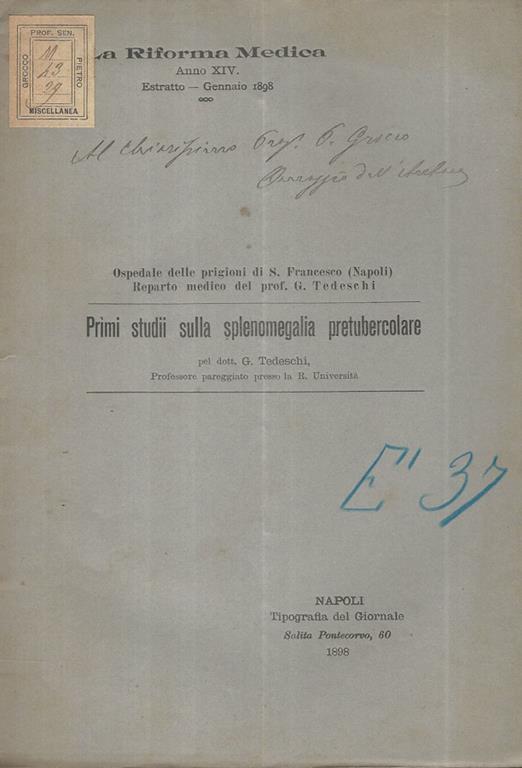 PROF. SEN.
GROCCO
PIETRO
MISCELLANEA
La Riforma Medica
Anno XIV.
Estratto — Gennaio 1898
Al Chiarissimo Prof. P. Grocco
Omaggio dell'Autore
Ospedale delle prigioni di S. Francesco (Napoli)
Reparto medico del prof. G. Tedeschi
Primi studii sulla splenomegalia pretubercolare
pel dott. G. Tedeschi,
Professore pareggiato presso la R. Università
E' 37
NAPOLI
Tipografia del Giornale
Salita Pontecorvo, 60
1898